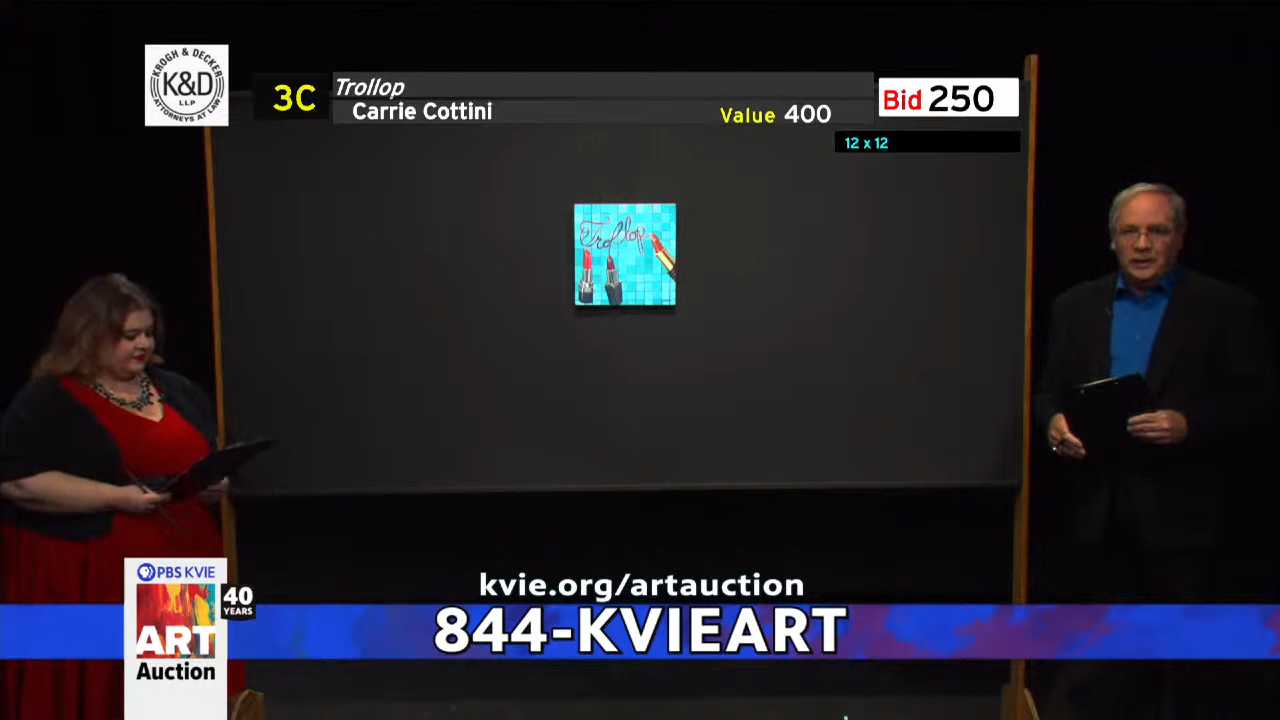 KROGH & DECKER
K&D
LLP
ATTORNEYS AT LAW
3C
Trollop
Carrie Cottini
Value 400
Bid 250
12 x 12
Trollop
kvie.org/artauction
844-KVIEART
PBS KVIE
40
YEARS
ART
Auction